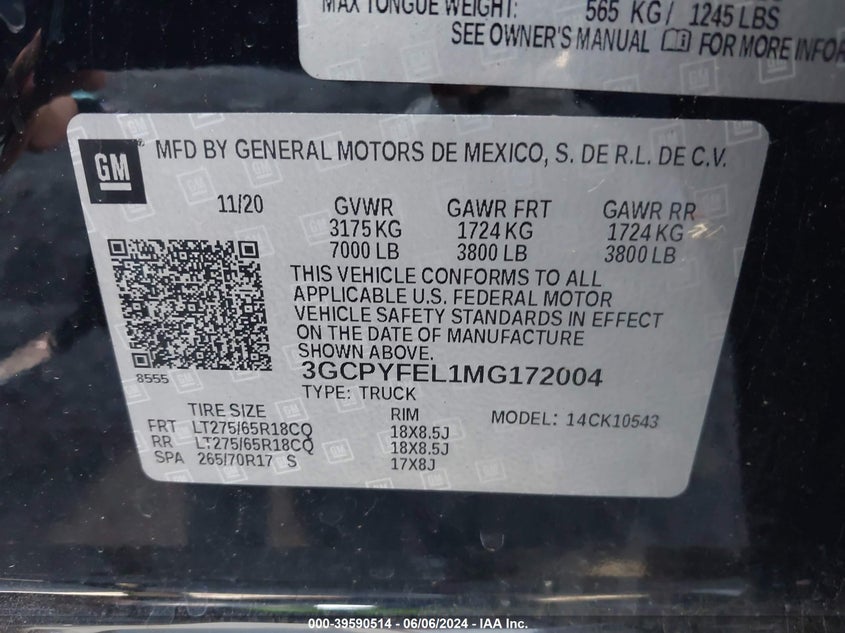 MAX TONGUE WEIGHT: 565 KG / 1245 LBS
SEE OWNER'S MANUAL FOR MORE INFOR
GM MFD BY GENERAL MOTORS DE MEXICO, S. DE R.L. DE C.V.
11/20 GVWR GAWR FRT GAWR RR
3175 KG 1724 KG 1724 KG
7000 LB 3800 LB 3800 LB
THIS VEHICLE CONFORMS TO ALL
APPLICABLE U.S. FEDERAL MOTOR
VEHICLE SAFETY STANDARDS IN EFFECT
ON THE DATE OF MANUFACTURE
SHOWN ABOVE.
8555 3GCPYFEL1MG172004
TYPE: TRUCK
TIRE SIZE RIM MODEL: 14CK10543
FRT LT275/65R18CQ 18X8.5J
RR LT275/65R18CQ 18X8.5J
SPA 265/70R17 S 17X8J
000-39590514 - 06/06/2024 - IAA Inc.